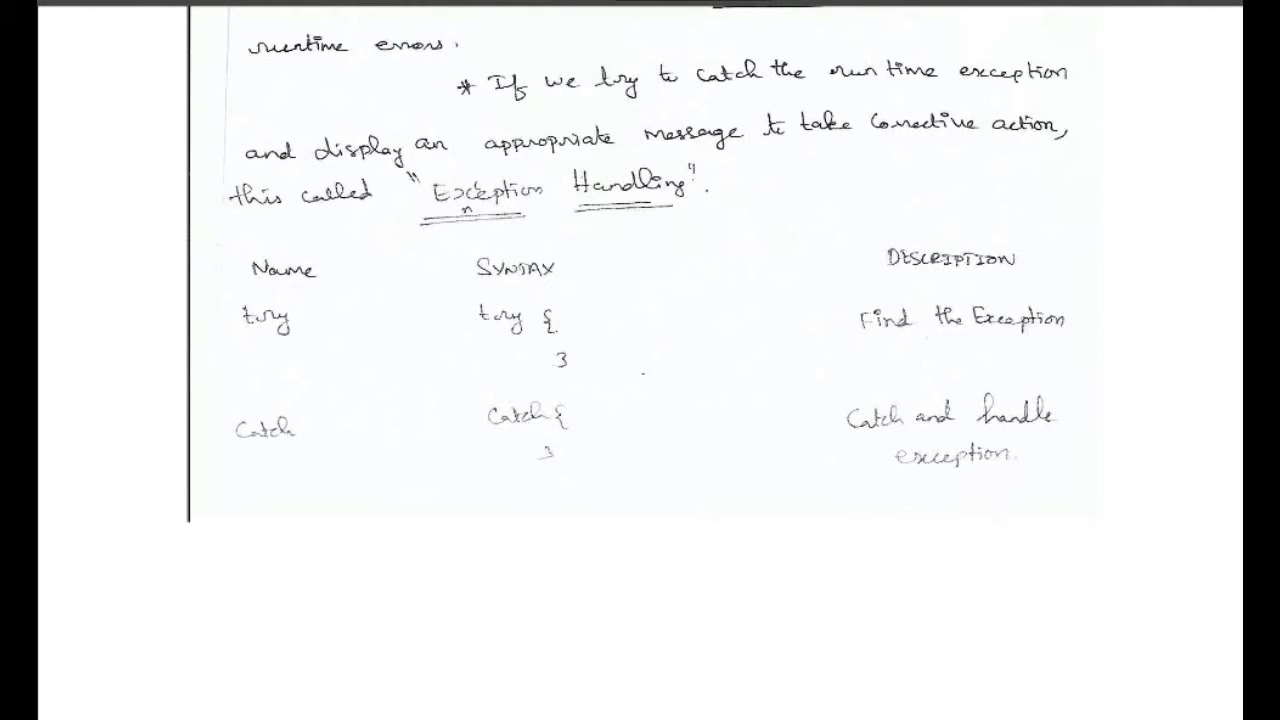 runtime errors.
* If we try to catch the run time exception
and display an appropriate message to take corrective action,
this called "Exception Handling".
Name SYNTAX DESCRIPTION
try try { Find the Exception
}
Catch Catch { Catch and handle
} exception.